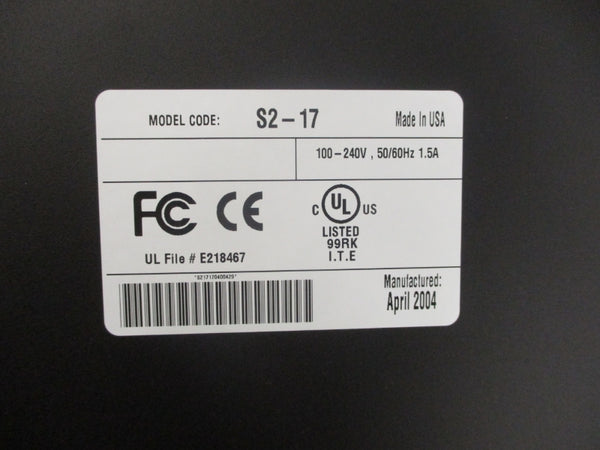 MODEL CODE: S2-17 Made In USA
100-240V , 50/60Hz 1.5A
FC CE
C UL US
LISTED
99RK
I.T.E
UL File # E218467
Manufactured:
April 2004